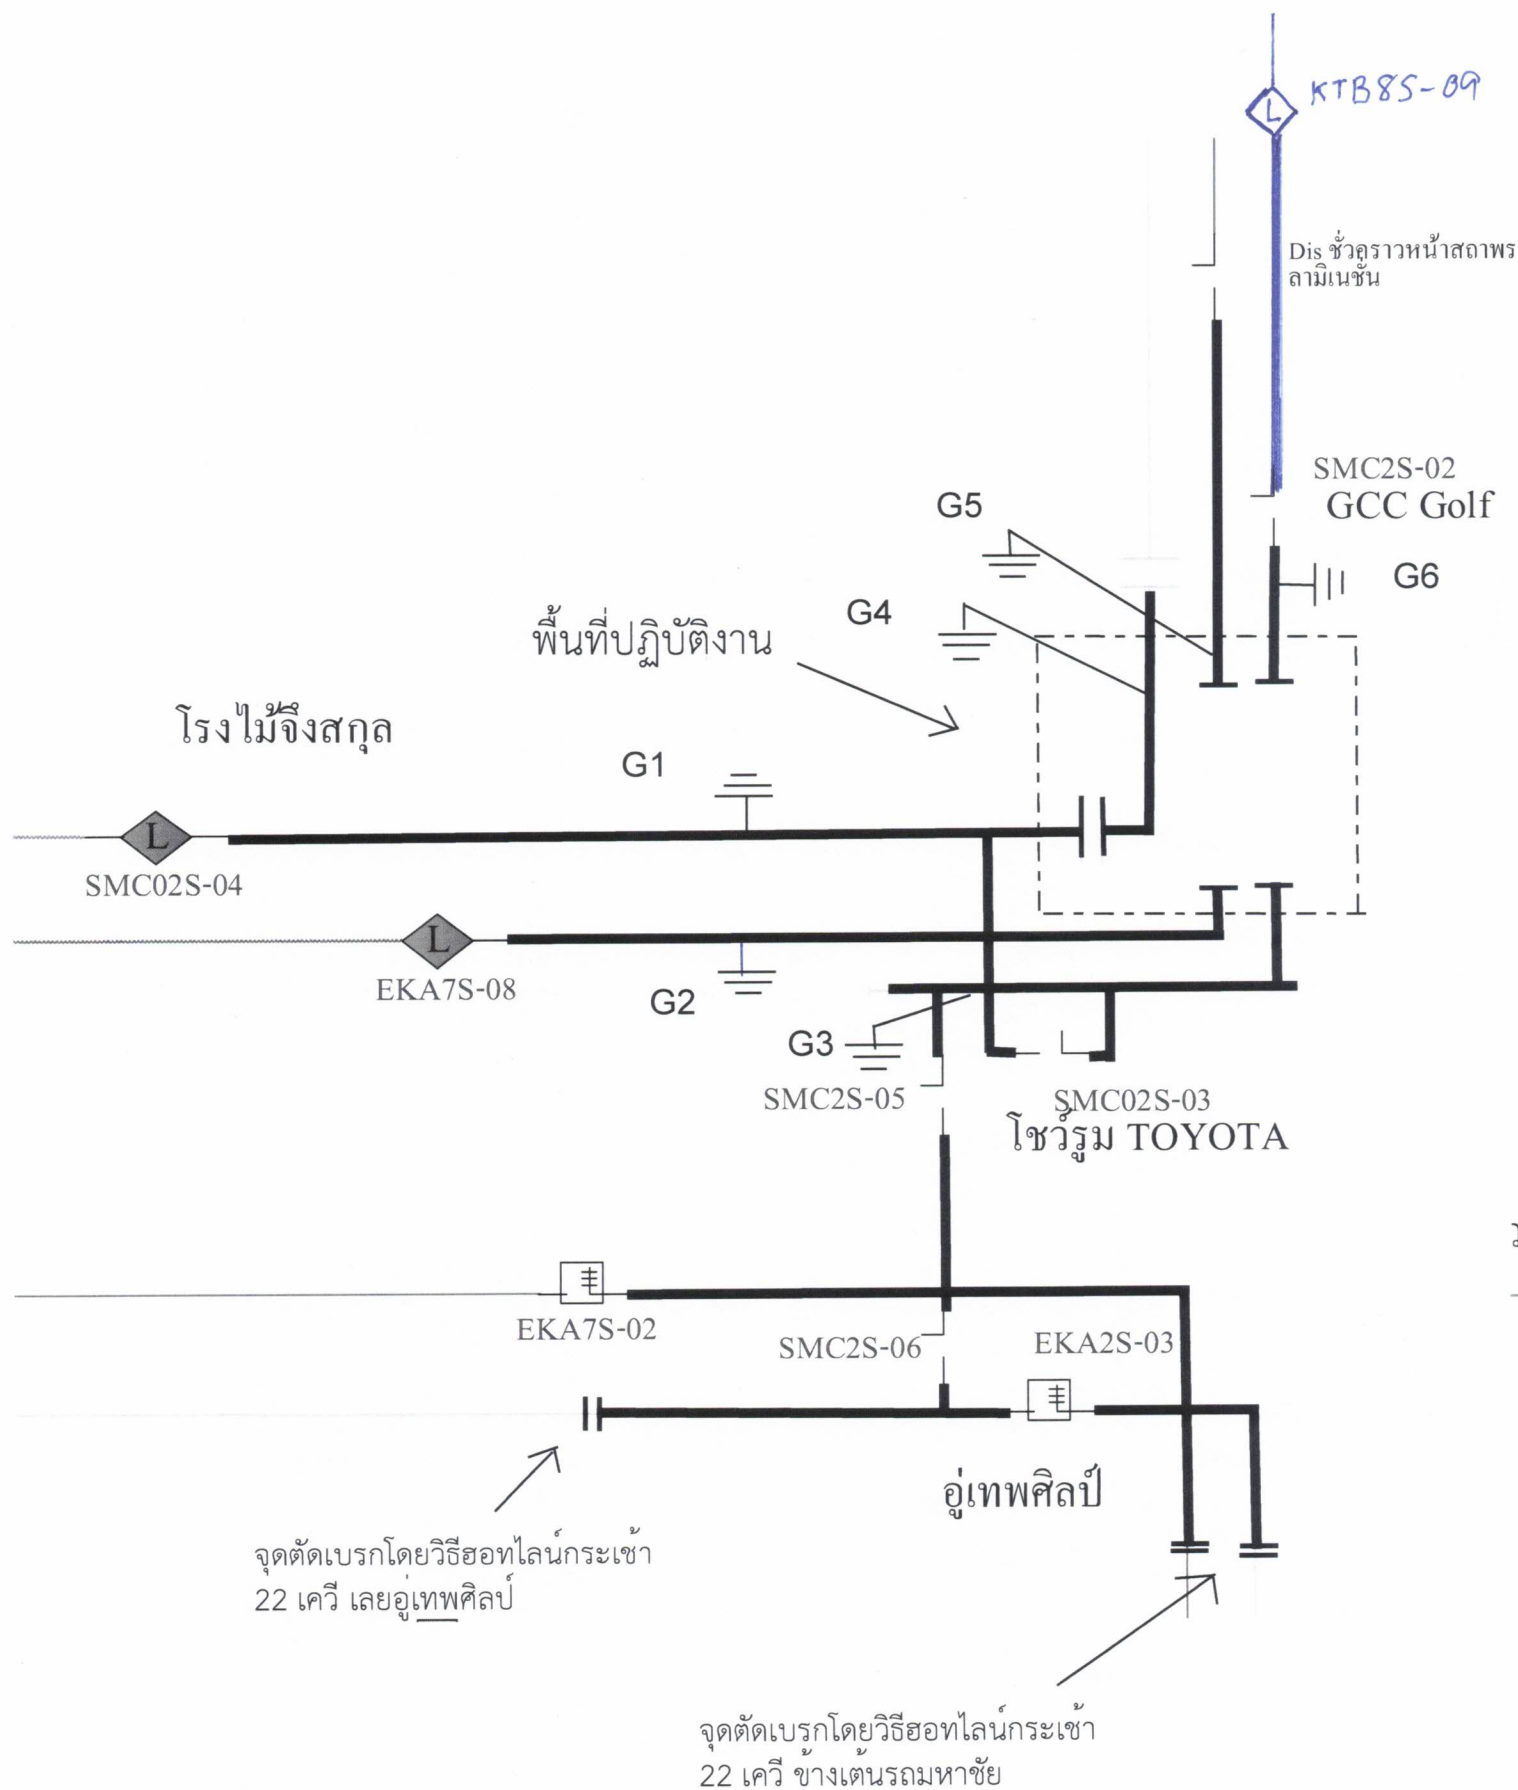 KTB8S-09
L
Dis ชั่วคราวหน้าสถาพร
ลามิเนชั่น
SMC2S-02
GCC Golf
G5
G6
G4
พื้นที่ปฏิบัติงาน
โรงไม้จึงสกุล
G1
L
SMC02S-04
L
EKA7S-08
G2
G3
SMC2S-05
SMC02S-03
โชว์รูม TOYOTA
EKA7S-02
SMC2S-06
EKA2S-03
อู่เทพศิลป์
จุดตัดเบรกโดยวิธีฮอทไลน์กระเช้า
22 เควี เลยอู่เทพศิลป์
จุดตัดเบรกโดยวิธีฮอทไลน์กระเช้า
22 เควี ข้างเต้นรถมหาชัย